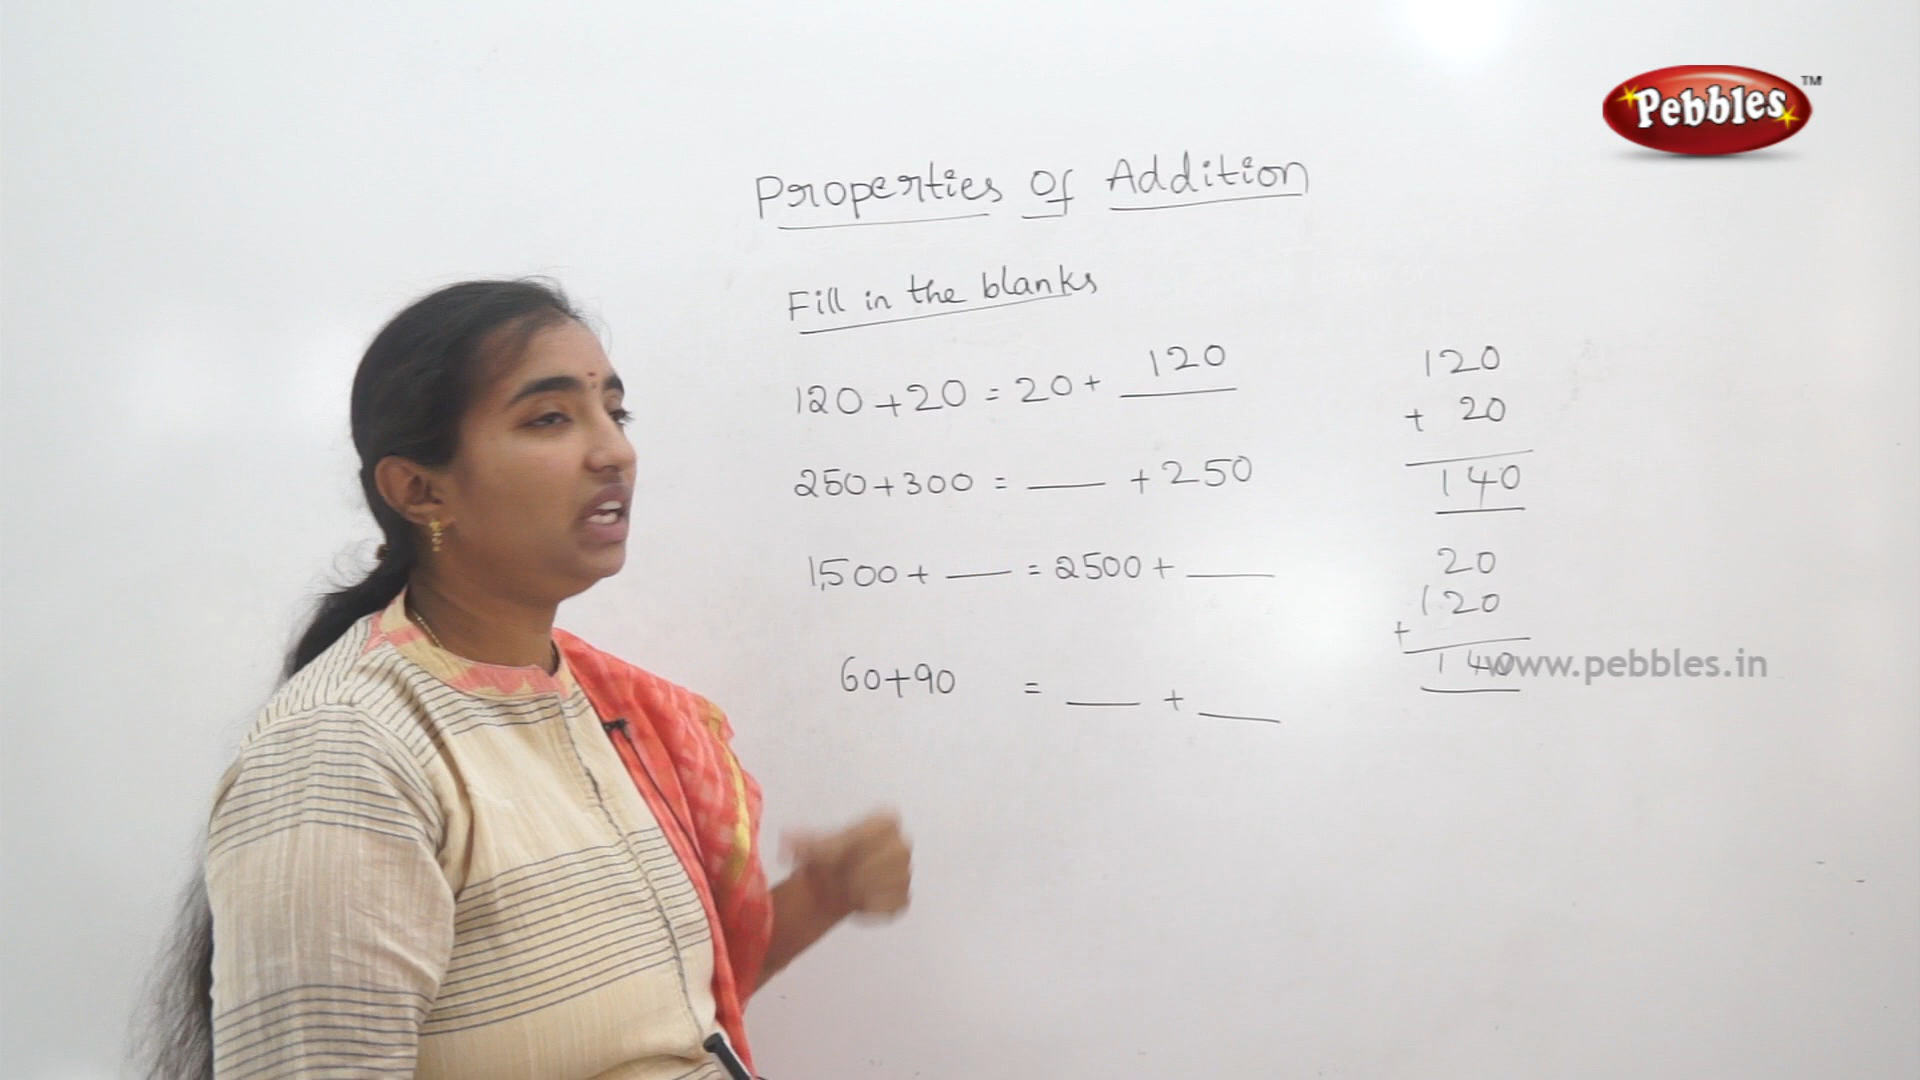 Pebbles TM
Properties Of Addition
Fill in the blanks
120+20 = 20+ 120
250+300 = ___ +250
1,500+ ___ = 2500+ ___
60+90 = ___ + ___
120
+ 20
140
20
120
+
140
www.pebbles.in